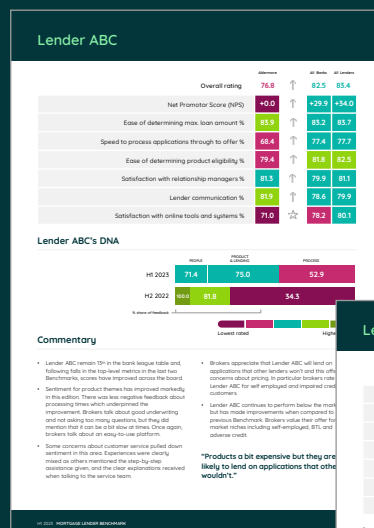 Lender ABC
Aldermore All Banks All Lenders
Overall rating 76.8 82.5 83.4
Net Promotor Score (NPS) +0.0 +29.9 +34.0
Ease of determining max. loan amount % 83.9 83.2 83.7
Speed to process applications through to offer % 68.4 77.4 77.7
Ease of determining product eligibility % 79.4 81.8 82.5
Satisfaction with relationship managers % 81.3 79.9 81.1
Lender communication % 81.9 78.6 79.9
Satisfaction with online tools and systems % 71.0 78.2 80.1
Lender ABC's DNA
PEOPLE PRODUCT & LENDING PROCESS
H1 2023 71.4 75.0 52.9
H2 2022 100.0 81.8 34.3
% share of feedback
Lowest rated Highe
Commentary
• Lender ABC remain 13th in the bank league table and,
following falls in the top-level metrics in the last two
Benchmarks, scores have improved across the board.
• Sentiment for product themes has improved markedly
in this edition. There was less negative feedback about
processing times which underpinned the
improvement. Brokers talk about good underwriting
and not asking too many questions, but they did
mention that it can be a bit slow at times. Once again,
brokers talk about an easy-to-use platform.
• Some concerns about customer service pulled down
sentiment in this area. Experiences were clearly
mixed as others mentioned the step-by-step
assistance given, and the clear explanations received
when talking to the service team.
• Brokers appreciate that Lender ABC will lend on
applications that other lenders won't and this offs
concerns about pricing. In particular brokers rate
Lender ABC for self employed and impaired cred
customers.
• Lender ABC continues to perform below the mark
but has made improvements when compared to
previous Benchmark. Brokers value their offer for
market niches including self-employed, BTL and
adverse credit.
"Products a bit expensive but they are
likely to lend on applications that othe
wouldn't."
H1 2023 MORTGAGE LENDER BENCHMARK
Le